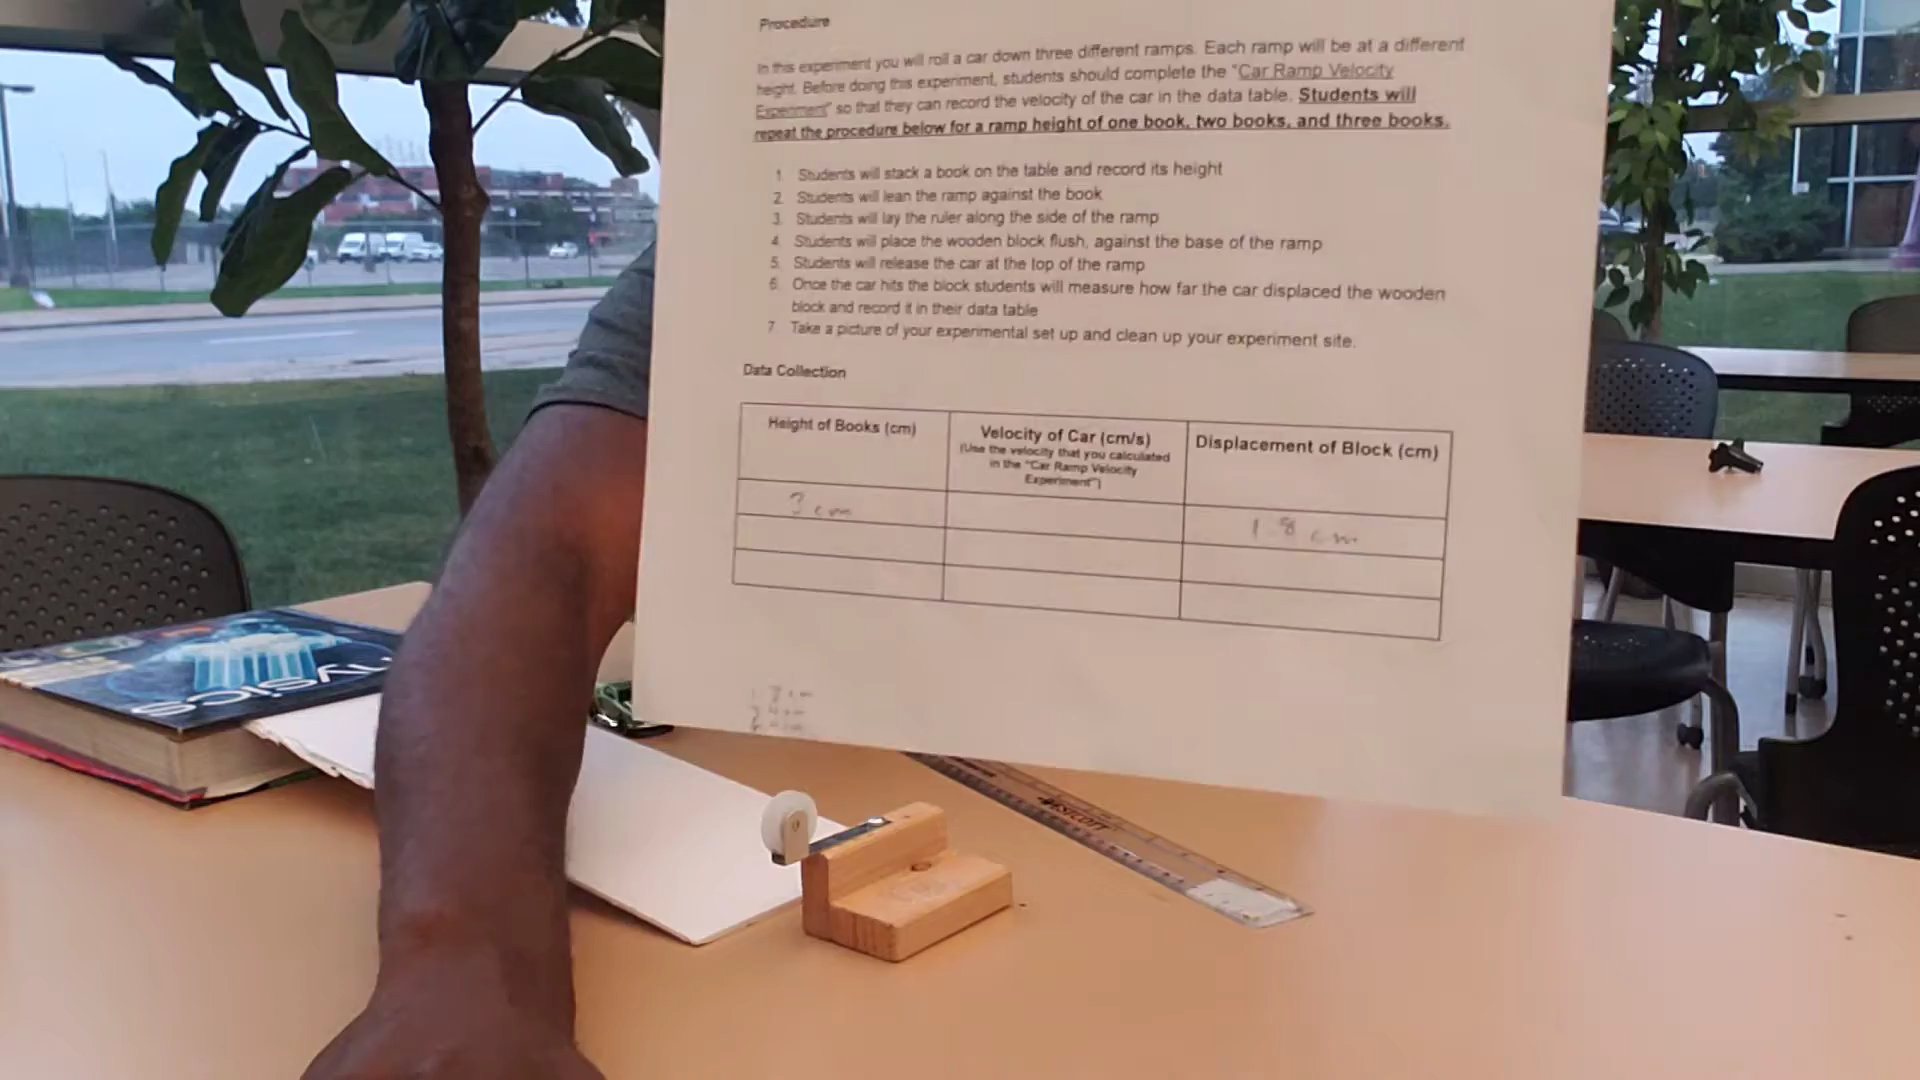 Procedure
In this experiment you will roll a car down three different ramps. Each ramp will be at a different
height. Before doing this experiment, students should complete the "Car Ramp Velocity
Experiment" so that they can record the velocity of the car in the data table. Students will
repeat the procedure below for a ramp height of one book, two books, and three books.
1. Students will stack a book on the table and record its height
2. Students will lean the ramp against the book
3. Students will lay the ruler along the side of the ramp
4. Students will place the wooden block flush, against the base of the ramp
5. Students will release the car at the top of the ramp
6. Once the car hits the block students will measure how far the car displaced the wooden
block and record it in their data table
7. Take a picture of your experimental set up and clean up your experiment site.
Data Collection
Height of Books (cm)
Velocity of Car (cm/s)
(Use the velocity that you calculated
in the "Car Ramp Velocity
Experiment")
Displacement of Block (cm)
3 cm
1.8 cm
ysics
WESTCOTT